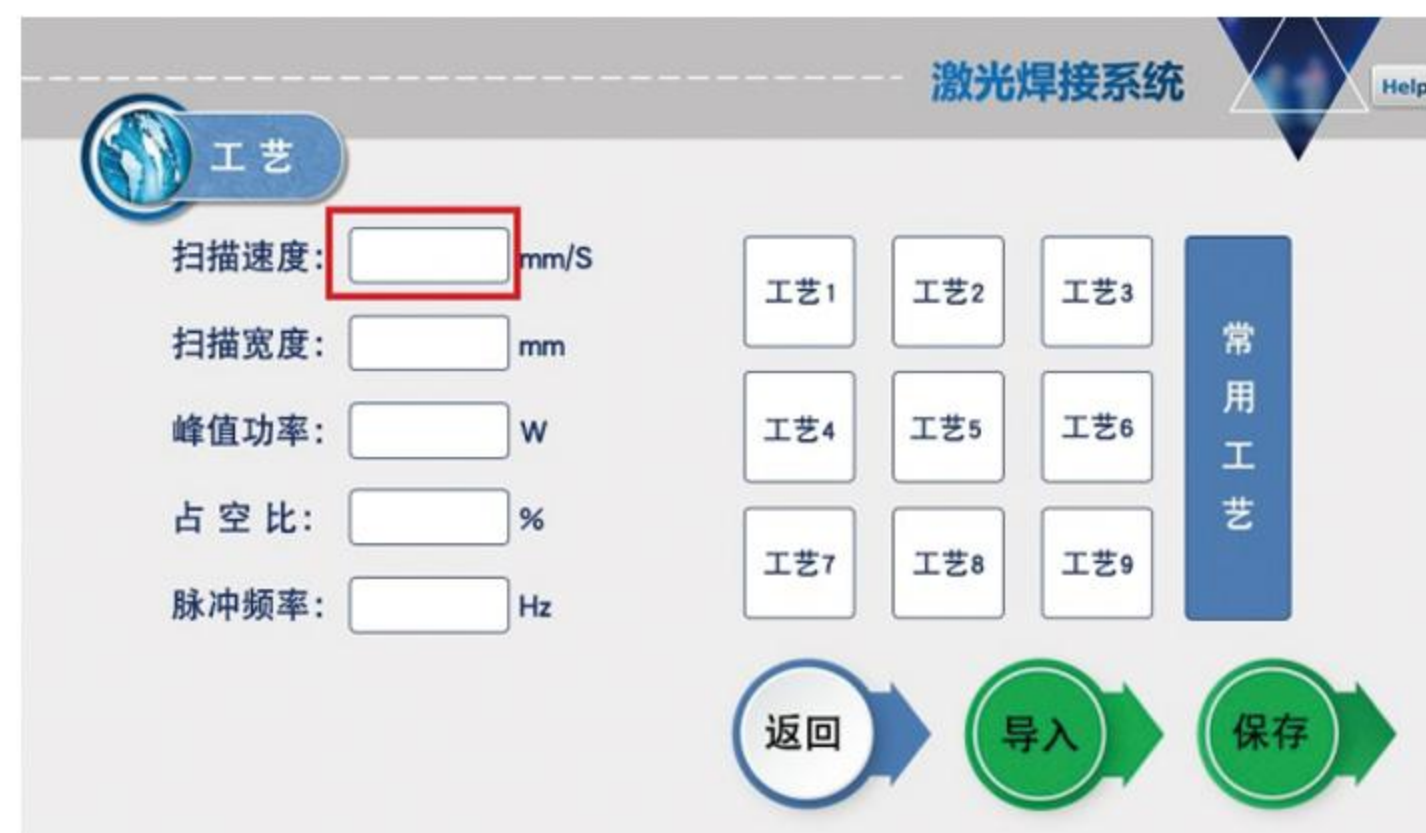 激光焊接系统
Help
工艺
扫描速度: mm/S
扫描宽度: mm
峰值功率: W
占空比: %
脉冲频率: Hz
工艺1 工艺2 工艺3
工艺4 工艺5 工艺6
工艺7 工艺8 工艺9
常用工艺
返回 导入 保存